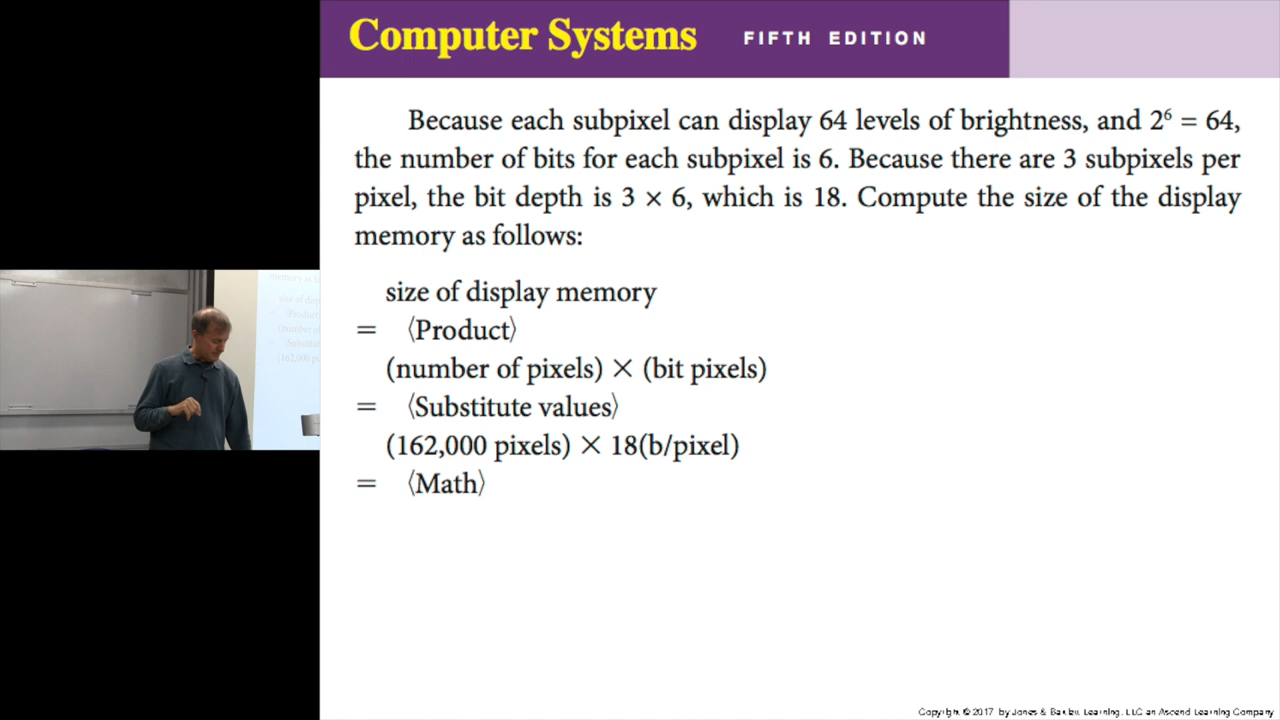 Computer Systems FIFTH EDITION
Because each subpixel can display 64 levels of brightness, and 2⁶ = 64,
the number of bits for each subpixel is 6. Because there are 3 subpixels per
pixel, the bit depth is 3 × 6, which is 18. Compute the size of the display
memory as follows:
size of display memory
= ⟨Product⟩
(number of pixels) × (bit pixels)
= ⟨Substitute values⟩
(162,000 pixels) × 18(b/pixel)
= ⟨Math⟩
Copyright © 2017 by Jones & Bartlett Learning, LLC an Ascend Learning Company